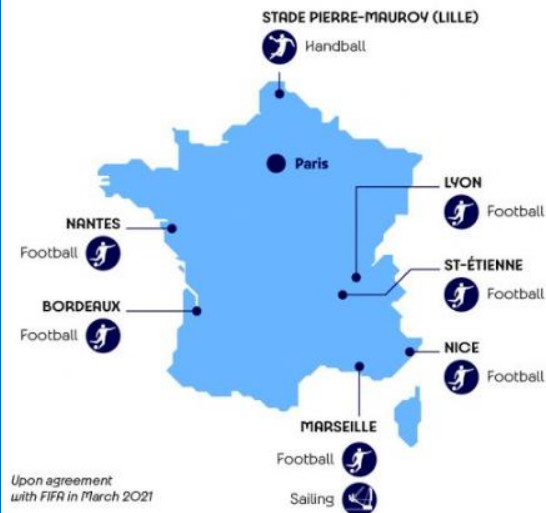 STADE PIERRE-MAUROY (LILLE)
Handball
Paris
LYON
Football
NANTES
Football
ST-ÉTIENNE
Football
BORDEAUX
Football
NICE
Football
MARSEILLE
Football
Sailing
Upon agreement
with FIFA in March 2021